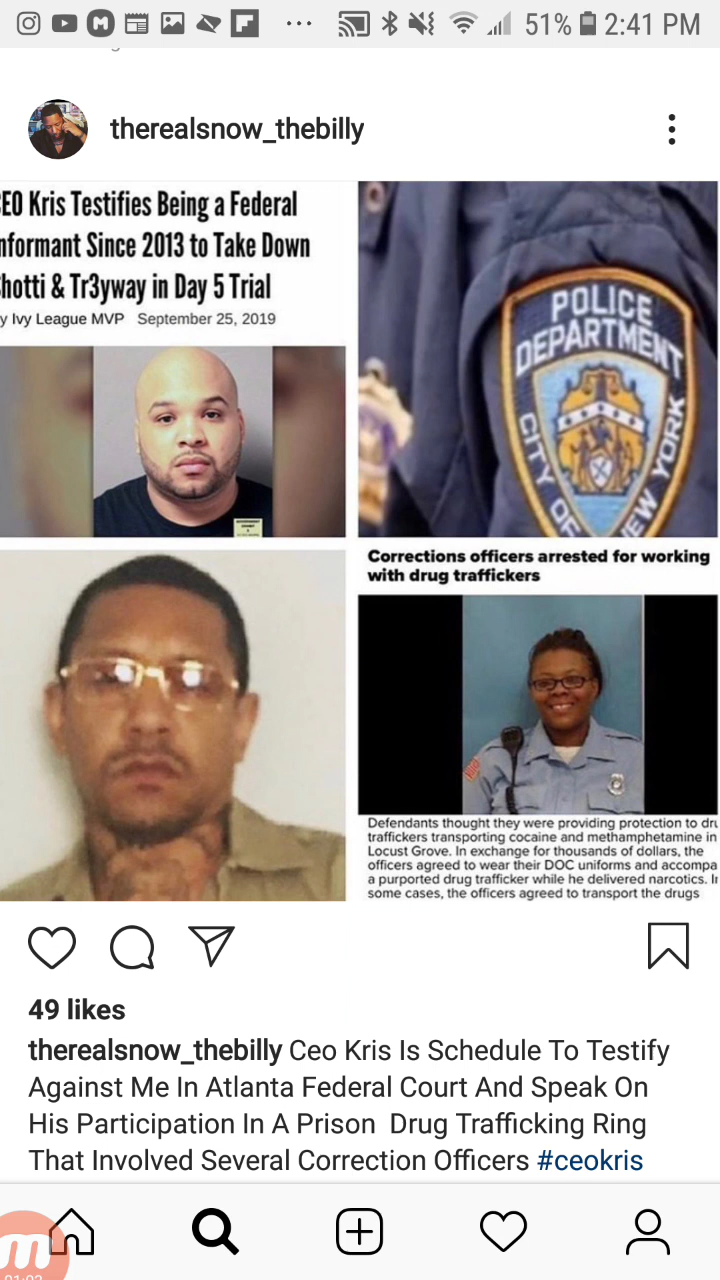 51% 2:41 PM
therealsnow_thebilly
EO Kris Testifies Being a Federal
nformant Since 2013 to Take Down
hotti & Tr3yway in Day 5 Trial
y Ivy League MVP September 25, 2019
POLICE
DEPARTMENT
CITY OF
NEW YORK
Corrections officers arrested for working
with drug traffickers
Defendants thought they were providing protection to dru
traffickers transporting cocaine and methamphetamine in
Locust Grove. In exchange for thousands of dollars, the
officers agreed to wear their DOC uniforms and accompa
a purported drug trafficker while he delivered narcotics. Ir
some cases, the officers agreed to transport the drugs
49 likes
therealsnow_thebilly Ceo Kris Is Schedule To Testify
Against Me In Atlanta Federal Court And Speak On
His Participation In A Prison Drug Trafficking Ring
That Involved Several Correction Officers #ceokris
m